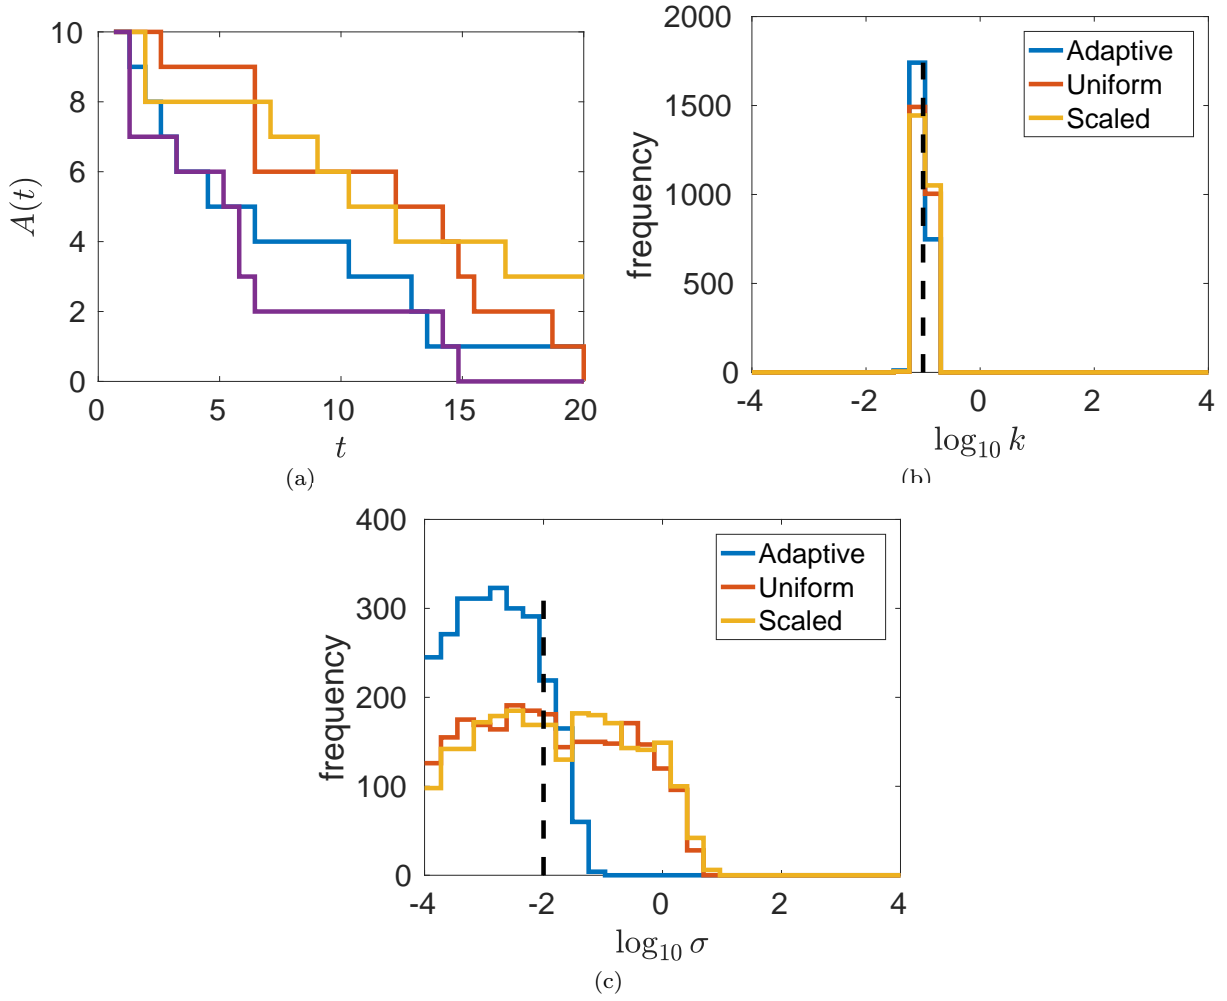 10
8
6
4
2
0
A(t)
0
5
10
15
20
t
(a)
2000
1500
1000
500
0
frequency
Adaptive
Uniform
Scaled
-4
-2
0
2
4
log₁₀ k
(b)
400
300
200
100
0
frequency
Adaptive
Uniform
Scaled
-4
-2
0
2
4
log₁₀ σ
(c)